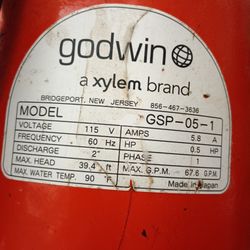 godwin
a xylem brand
BRIDGEPORT, NEW JERSEY 856-467-3636
MODEL GSP-05-1
VOLTAGE 115 V AMPS 5.8 A
FREQUENCY 60 Hz HP 0.5 HP
DISCHARGE 2" PHASE 1
MAX. HEAD 39.4 ft MAX. G.P.M. 67.6 G.P.M.
MAX. WATER TEMP 90 °F Made in Japan